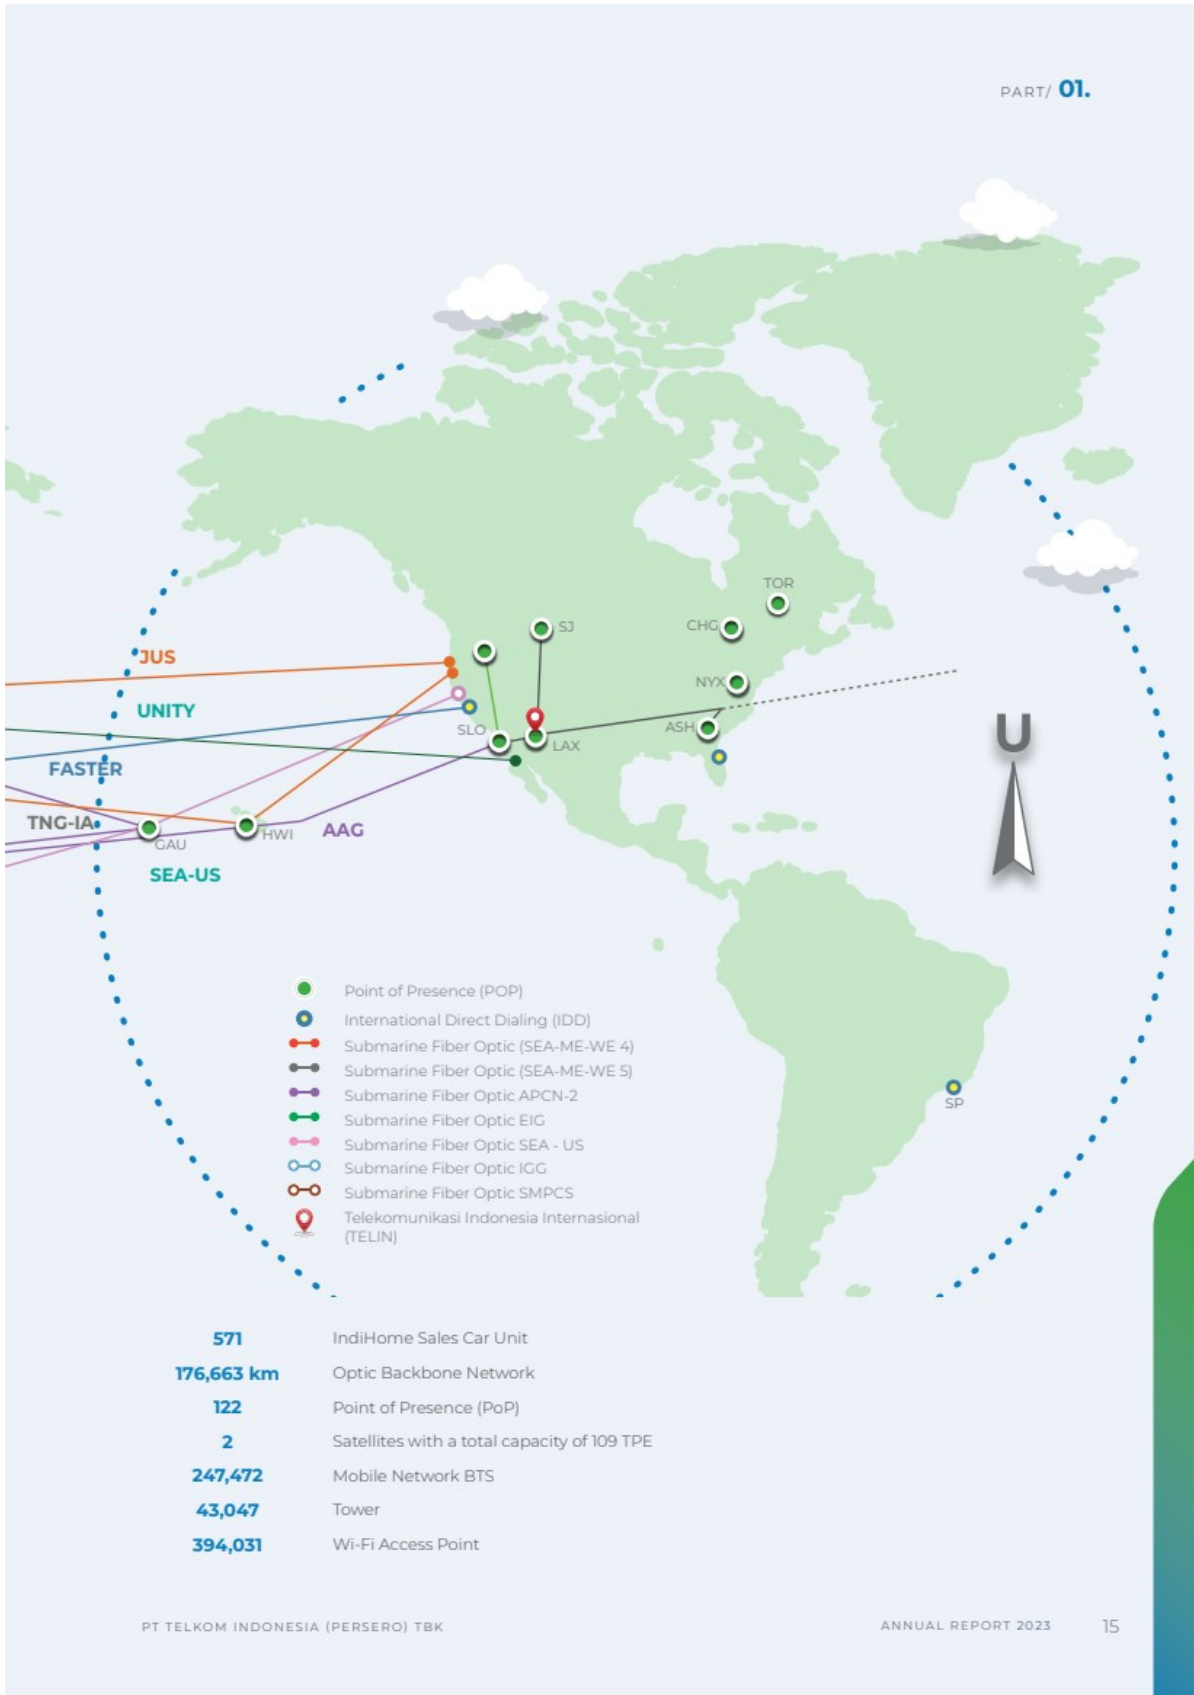 PART/ 01.
TOR
SJ
CHG
JUS
NYX
UNITY
SLO
ASH
LAX
FASTER
TNG-IA
HWI
AAG
GAU
SEA-US
U
Point of Presence (POP)
International Direct Dialing (IDD)
Submarine Fiber Optic (SEA-ME-WE 4)
Submarine Fiber Optic (SEA-ME-WE 5)
Submarine Fiber Optic APCN-2
Submarine Fiber Optic EIG
Submarine Fiber Optic SEA - US
Submarine Fiber Optic IGG
Submarine Fiber Optic SMPCS
Telekomunikasi Indonesia Internasional
(TELIN)
SP
571 IndiHome Sales Car Unit
176,663 km Optic Backbone Network
122 Point of Presence (PoP)
2 Satellites with a total capacity of 109 TPE
247,472 Mobile Network BTS
43,047 Tower
394,031 Wi-Fi Access Point
PT TELKOM INDONESIA (PERSERO) TBK ANNUAL REPORT 2023 15